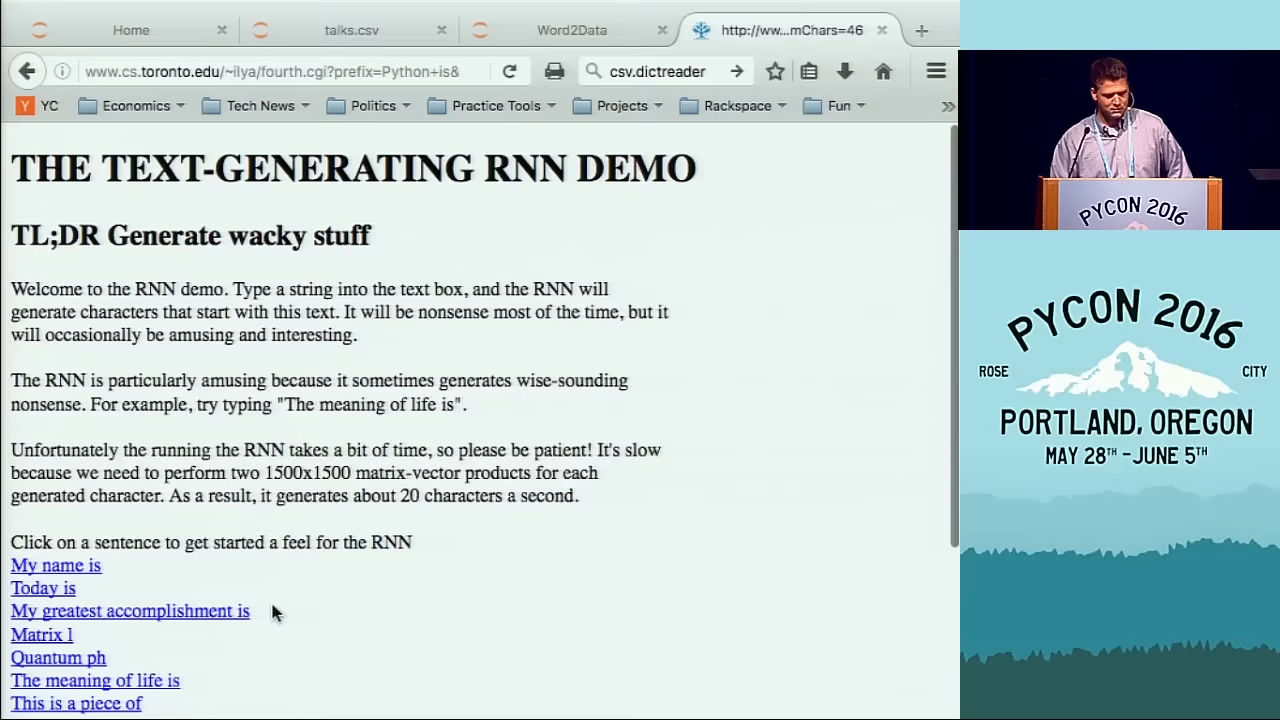 Home
talks.csv
Word2Data
http://ww...mChars=46
www.cs.toronto.edu/~ilya/fourth.cgi?prefix=Python+is&
csv.dictreader
YC
Economics
Tech News
Politics
Practice Tools
Projects
Rackspace
Fun
THE TEXT-GENERATING RNN DEMO
TL;DR Generate wacky stuff
Welcome to the RNN demo. Type a string into the text box, and the RNN will
generate characters that start with this text. It will be nonsense most of the time, but it
will occasionally be amusing and interesting.
The RNN is particularly amusing because it sometimes generates wise-sounding
nonsense. For example, try typing "The meaning of life is".
Unfortunately the running the RNN takes a bit of time, so please be patient! It's slow
because we need to perform two 1500x1500 matrix-vector products for each
generated character. As a result, it generates about 20 characters a second.
Click on a sentence to get started a feel for the RNN
My name is
Today is
My greatest accomplishment is
Matrix l
Quantum ph
The meaning of life is
This is a piece of
PYCON 2016
PYCON 2016
ROSE CITY
PORTLAND, OREGON
MAY 28TH - JUNE 5TH